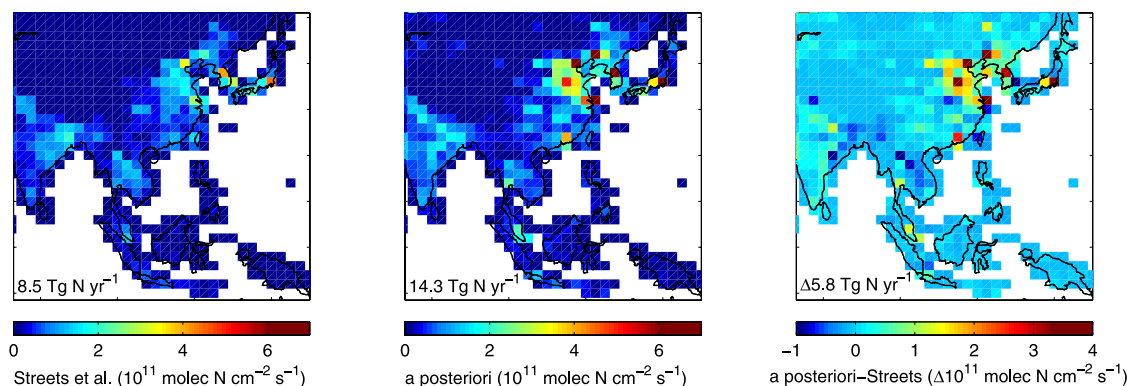 8.5 Tg N yr⁻¹
14.3 Tg N yr⁻¹
Δ5.8 Tg N yr⁻¹
0 2 4 6
0 2 4 6
-1 0 1 2 3 4
Streets et al. (10¹¹ molec N cm⁻² s⁻¹)
a posteriori (10¹¹ molec N cm⁻² s⁻¹)
a posteriori-Streets (Δ10¹¹ molec N cm⁻² s⁻¹)